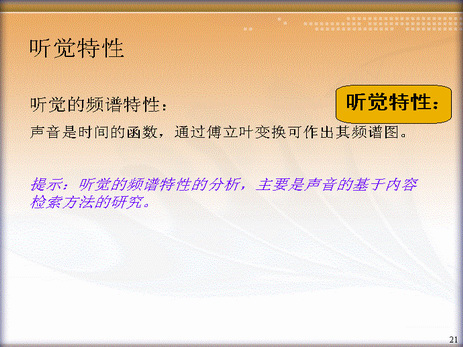 听觉特性
听觉的频谱特性：
听觉特性：
声音是时间的函数，通过傅立叶变换可作出其频谱图。
提示：听觉的频谱特性的分析，主要是声音的基于内容
检索方法的研究。
21